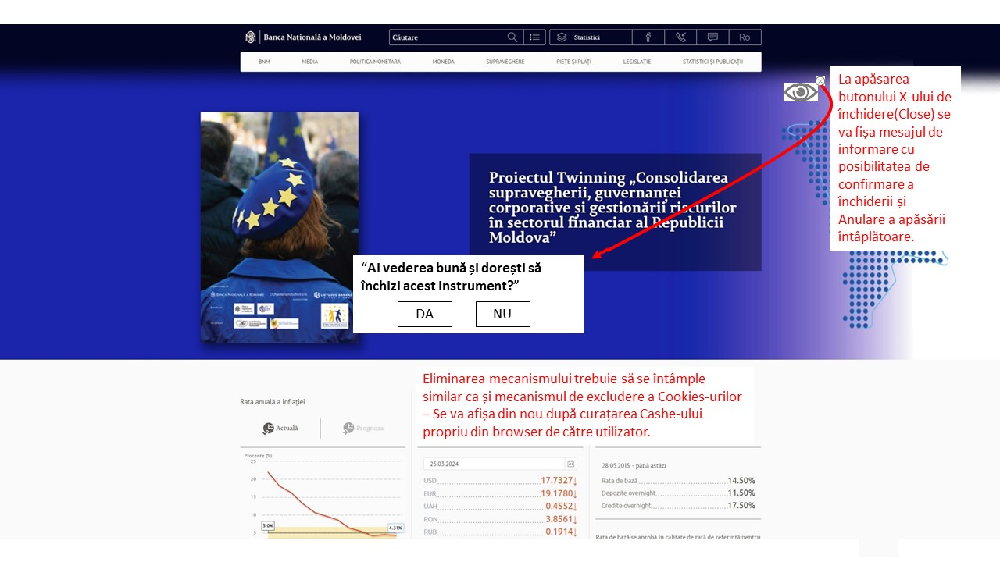 Banca Națională a Moldovei
Căutare
Statistici
Ro
BNM
MEDIA
POLITICA MONETARĂ
MONEDA
SUPRAVEGHERE
PIEȚE ȘI PLĂȚI
LEGISLAȚIE
STATISTICI ȘI PUBLICAȚII
La apăsarea
butonului X-ului de
închidere(Close) se
va fișa mesajul de
informare cu
posibilitatea de
confirmare a
închiderii și
Anulare a apăsării
întâplătoare.
Proiectul Twinning „Consolidarea
supravegherii, guvernanței
corporative și gestionării riscurilor
în sectorul financiar al Republicii
Moldova”
“Ai vederea bună și dorești să
închizi acest instrument?”
DA
NU
BANCA NAȚIONALĂ A ROMÂNIEI
LIETUVOS BANKAS
TWINNING
Eliminarea mecanismului trebuie să se întâmple
similar ca și mecanismul de excludere a Cookies-urilor
– Se va afișa din nou după curațarea Cashe-ului
propriu din browser de către utilizator.
Rata anuală a inflației
Actuală
Prognoza
Procente (%)
25
20
15
10
5
5.0%
4.31%
25.03.2024
USD 17.7327↓
EUR 19.1780↓
UAH 0.4552↓
RON 3.8561↓
RUB 0.1914↓
28.05.2015 - până astăzi
Rata de bază 14.50%
Depozite overnight 11.50%
Credite overnight 17.50%
Rata de bază se aprobă în calitate de rată de referință pentru